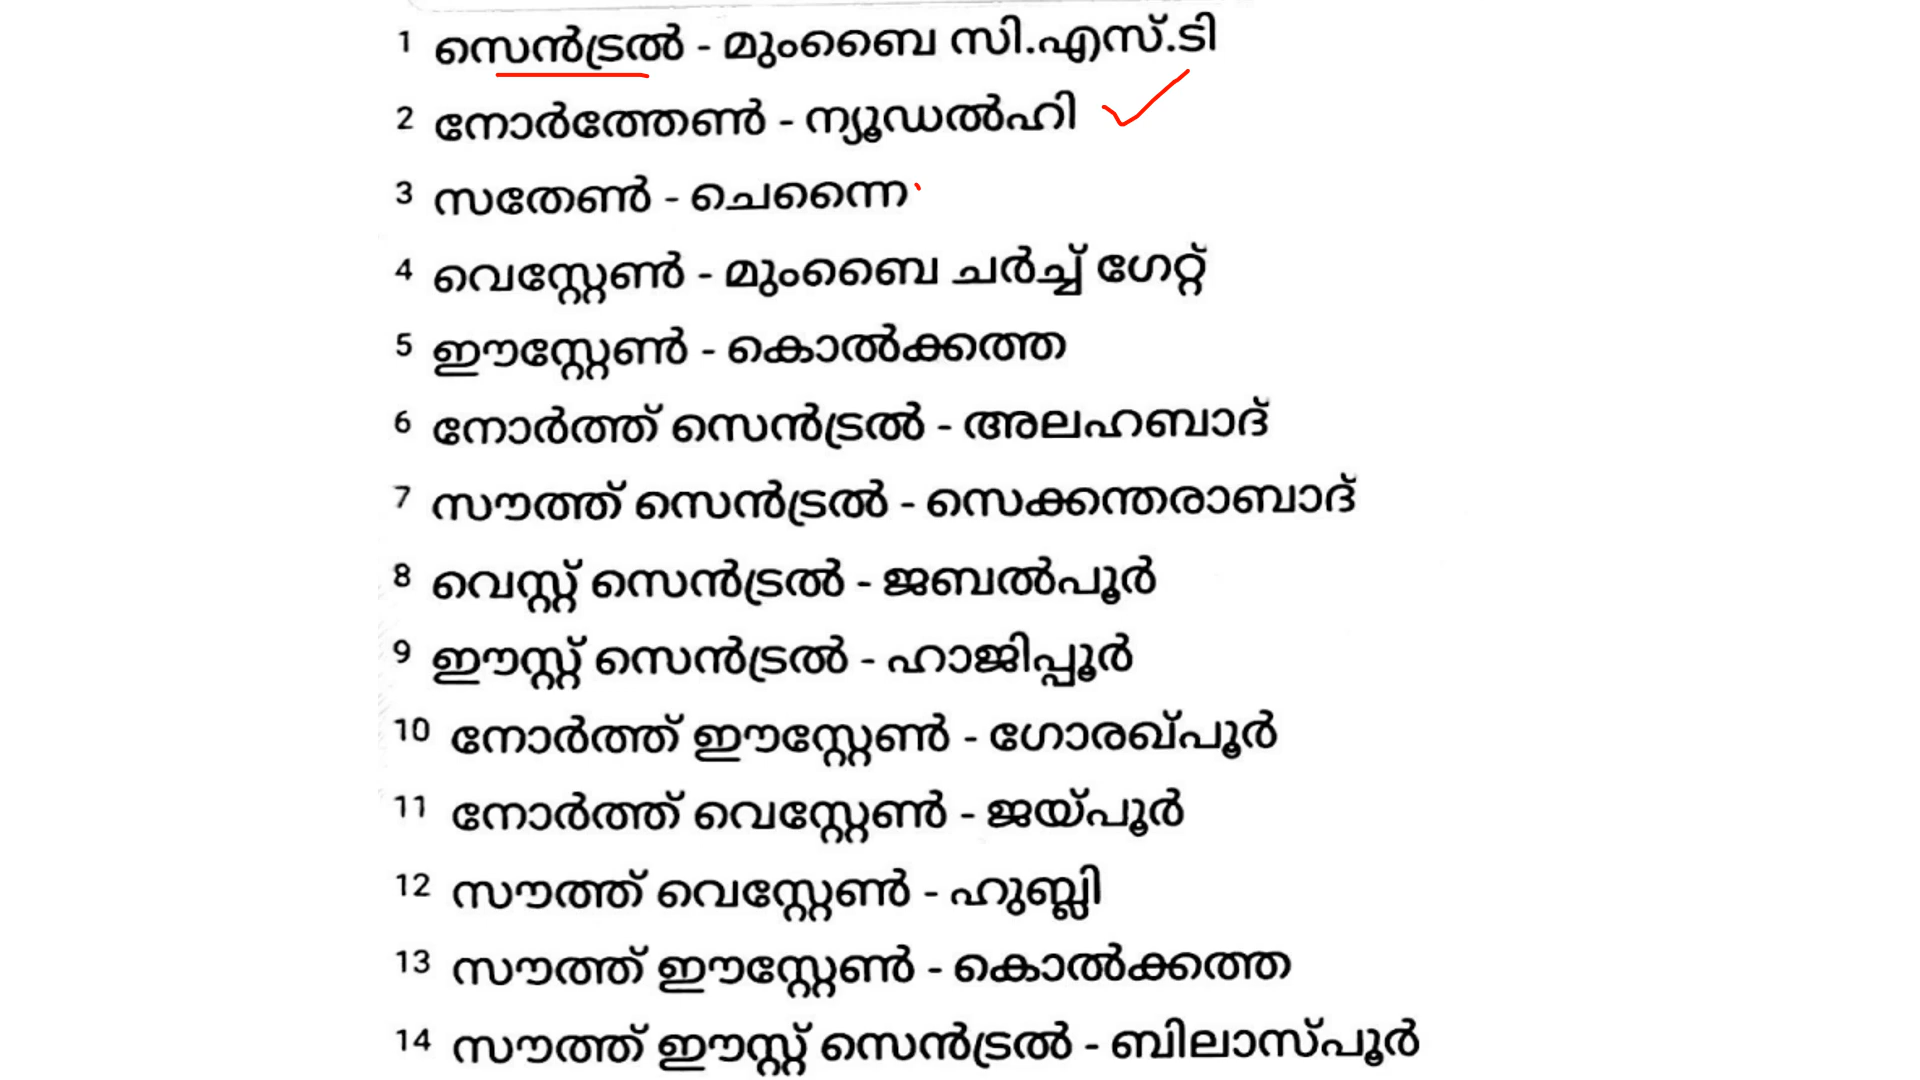 1 സെൻട്രൽ - മുംബൈ സി.എസ്.ടി
2 നോർത്തേൺ - ന്യൂഡൽഹി
3 സതേൺ - ചെന്നൈ
4 വെസ്റ്റേൺ - മുംബൈ ചർച്ച് ഗേറ്റ്
5 ഈസ്റ്റേൺ - കൊൽക്കത്ത
6 നോർത്ത് സെൻട്രൽ - അലഹബാദ്
7 സൗത്ത് സെൻട്രൽ - സെക്കന്തരാബാദ്
8 വെസ്റ്റ് സെൻട്രൽ - ജബൽപൂർ
9 ഈസ്റ്റ് സെൻട്രൽ - ഹാജിപ്പൂർ
10 നോർത്ത് ഈസ്റ്റേൺ - ഗോരഖ്പൂർ
11 നോർത്ത് വെസ്റ്റേൺ - ജയ്പൂർ
12 സൗത്ത് വെസ്റ്റേൺ - ഹുബ്ലി
13 സൗത്ത് ഈസ്റ്റേൺ - കൊൽക്കത്ത
14 സൗത്ത് ഈസ്റ്റ് സെൻട്രൽ - ബിലാസ്പൂർ